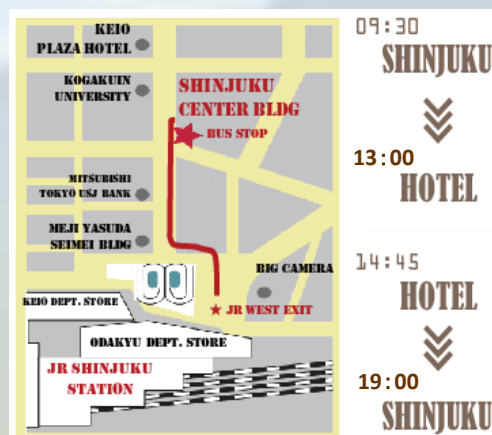 KEIO
PLAZA HOTEL
KOGAKUIN
UNIVERSITY
SHINJUKU
CENTER BLDG
BUS STOP
MITSUBISHI
TOKYO USJ BANK
MEJI YASUDA
SEIMEI BLDG
BIG CAMERA
KEIO DEPT. STORE
JR WEST EXIT
ODAKYU DEPT. STORE
JR SHINJUKU
STATION
09:30
SHINJUKU
13:00
HOTEL
14:45
HOTEL
19:00
SHINJUKU